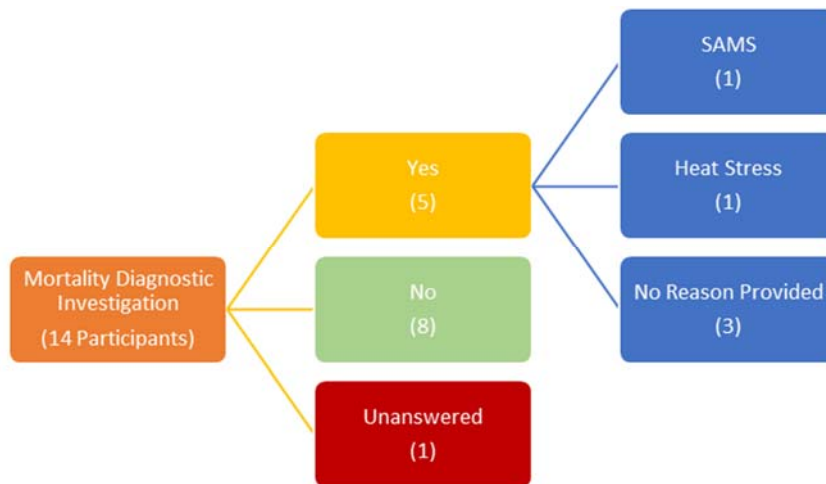 Mortality Diagnostic
Investigation
(14 Participants)
Yes
(5)
No
(8)
Unanswered
(1)
SAMS
(1)
Heat Stress
(1)
No Reason Provided
(3)